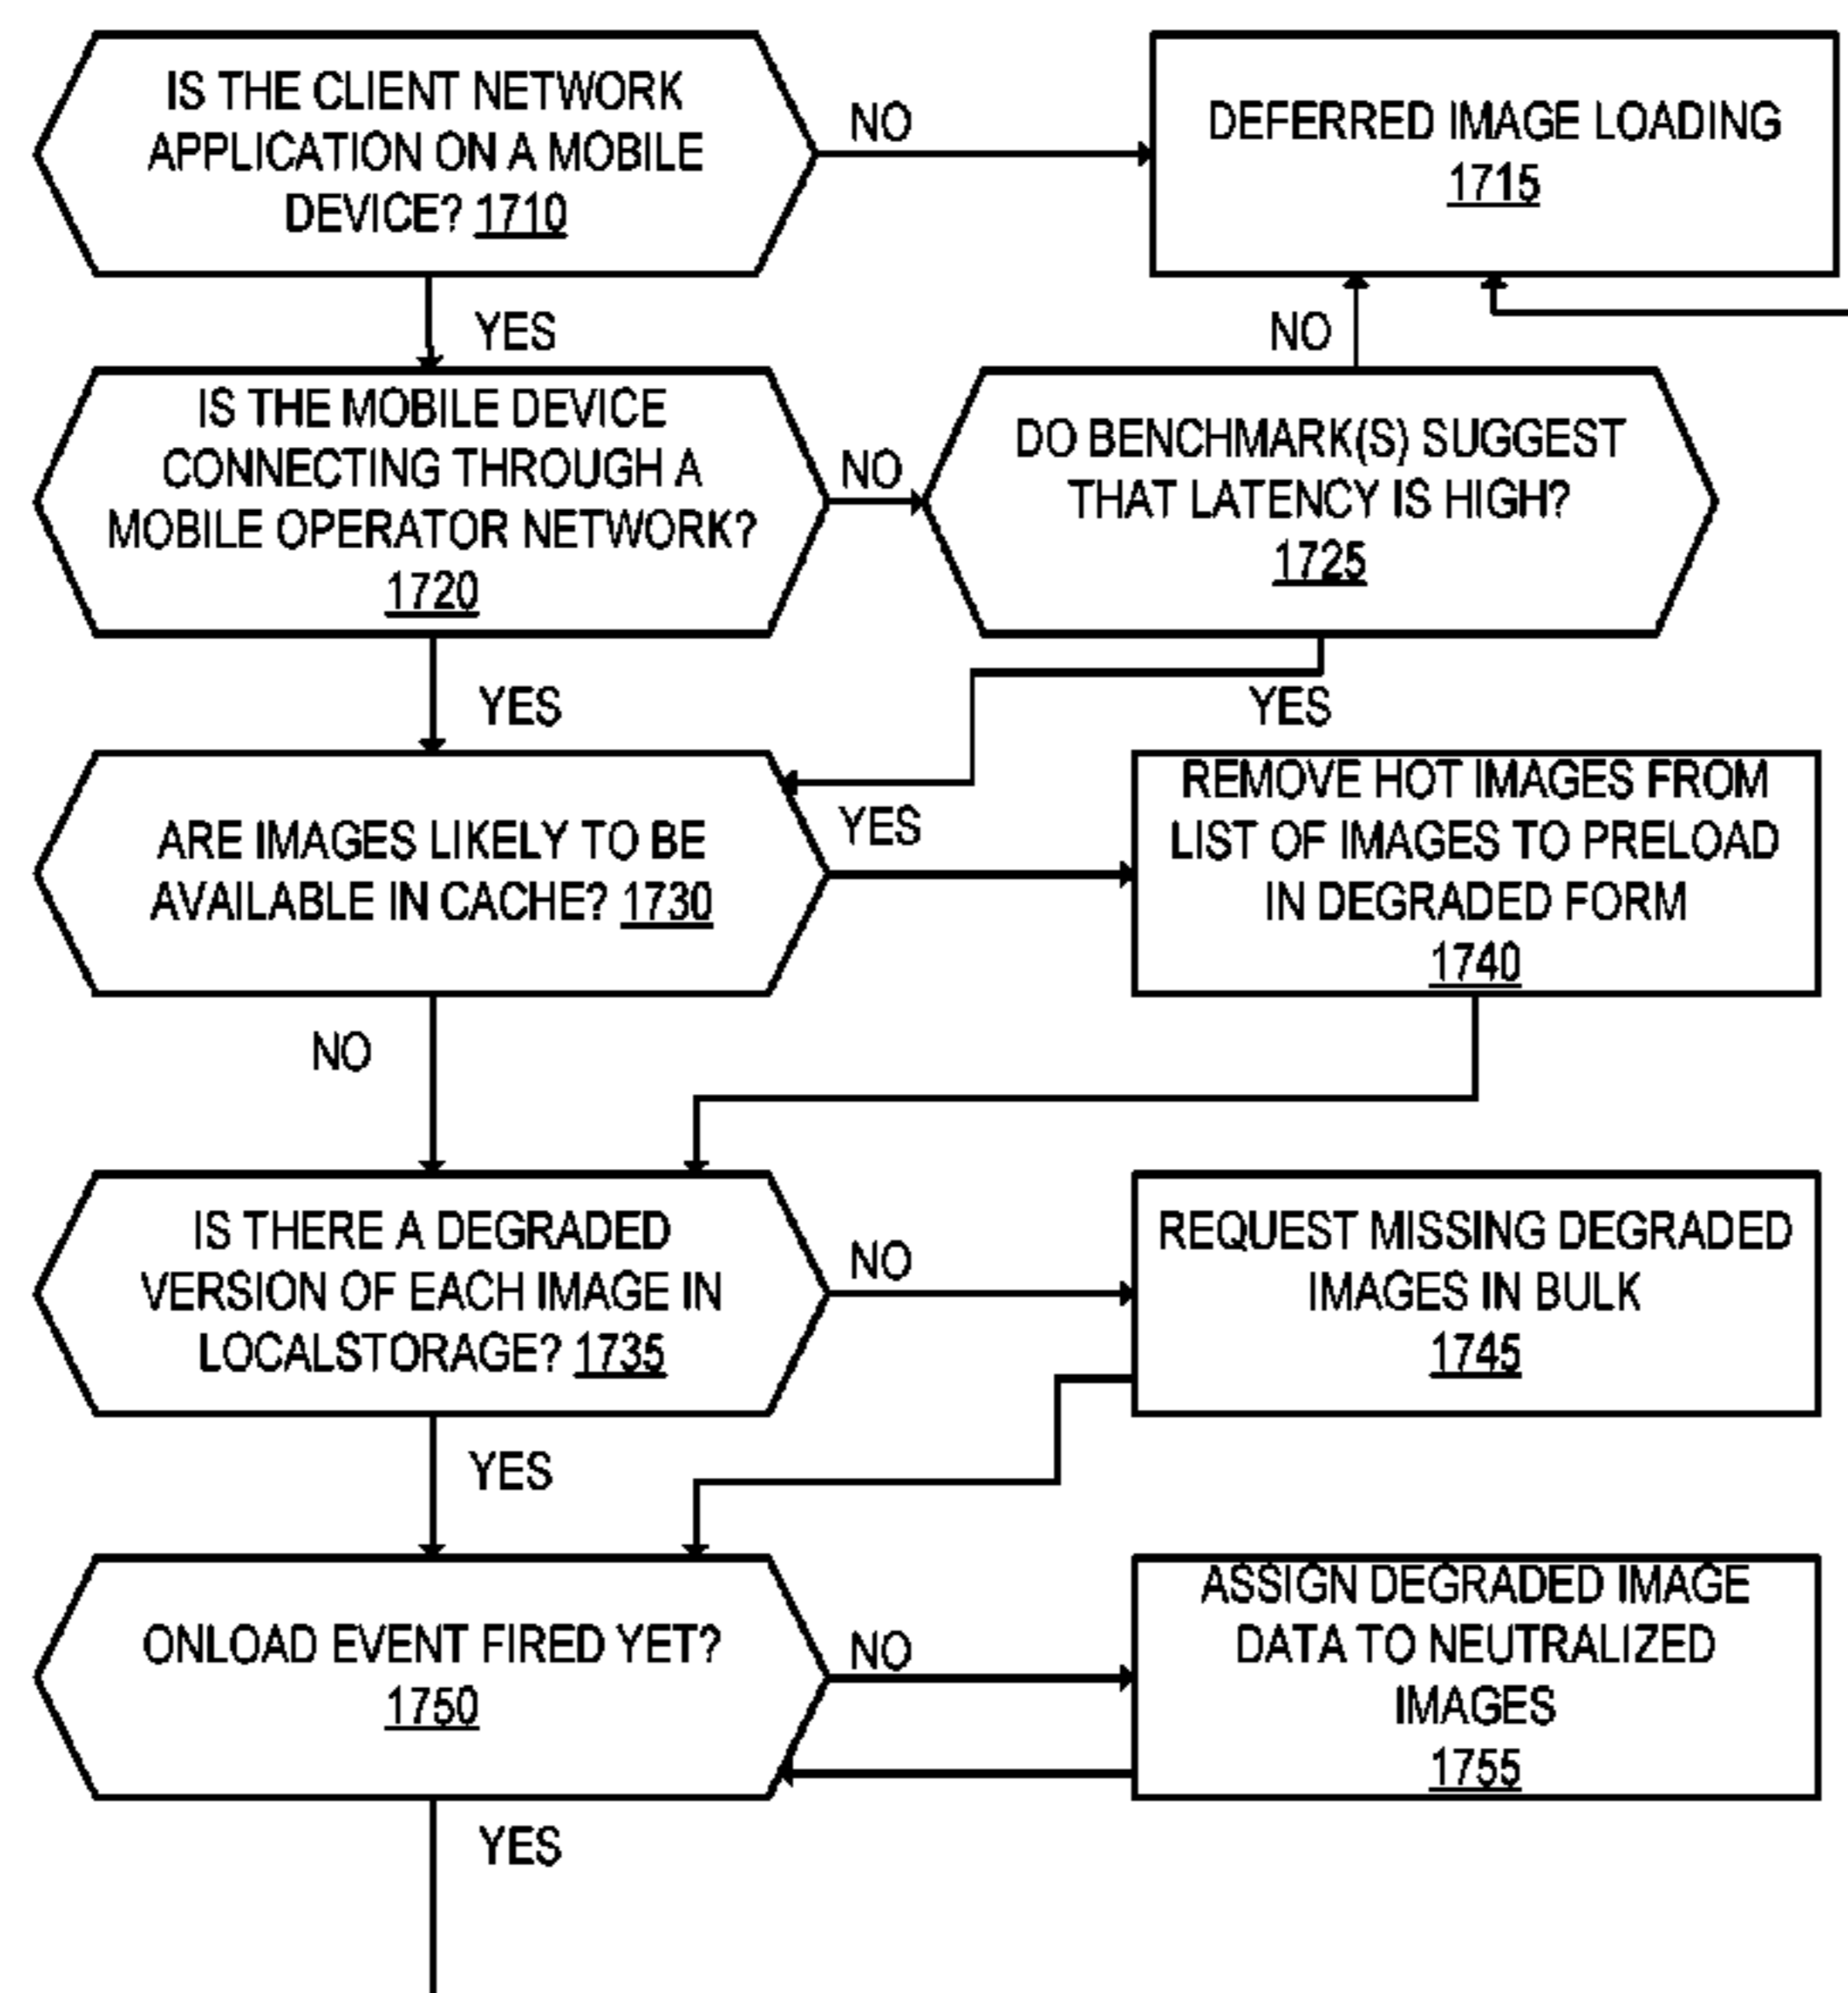 IS THE CLIENT NETWORK
APPLICATION ON A MOBILE
DEVICE? 1710
NO
DEFERRED IMAGE LOADING
1715
YES
NO
IS THE MOBILE DEVICE
CONNECTING THROUGH A
MOBILE OPERATOR NETWORK?
1720
NO
DO BENCHMARK(S) SUGGEST
THAT LATENCY IS HIGH?
1725
YES
YES
ARE IMAGES LIKELY TO BE
AVAILABLE IN CACHE? 1730
YES
REMOVE HOT IMAGES FROM
LIST OF IMAGES TO PRELOAD
IN DEGRADED FORM
1740
NO
IS THERE A DEGRADED
VERSION OF EACH IMAGE IN
LOCALSTORAGE? 1735
NO
REQUEST MISSING DEGRADED
IMAGES IN BULK
1745
YES
ONLOAD EVENT FIRED YET?
1750
NO
ASSIGN DEGRADED IMAGE
DATA TO NEUTRALIZED
IMAGES
1755
YES